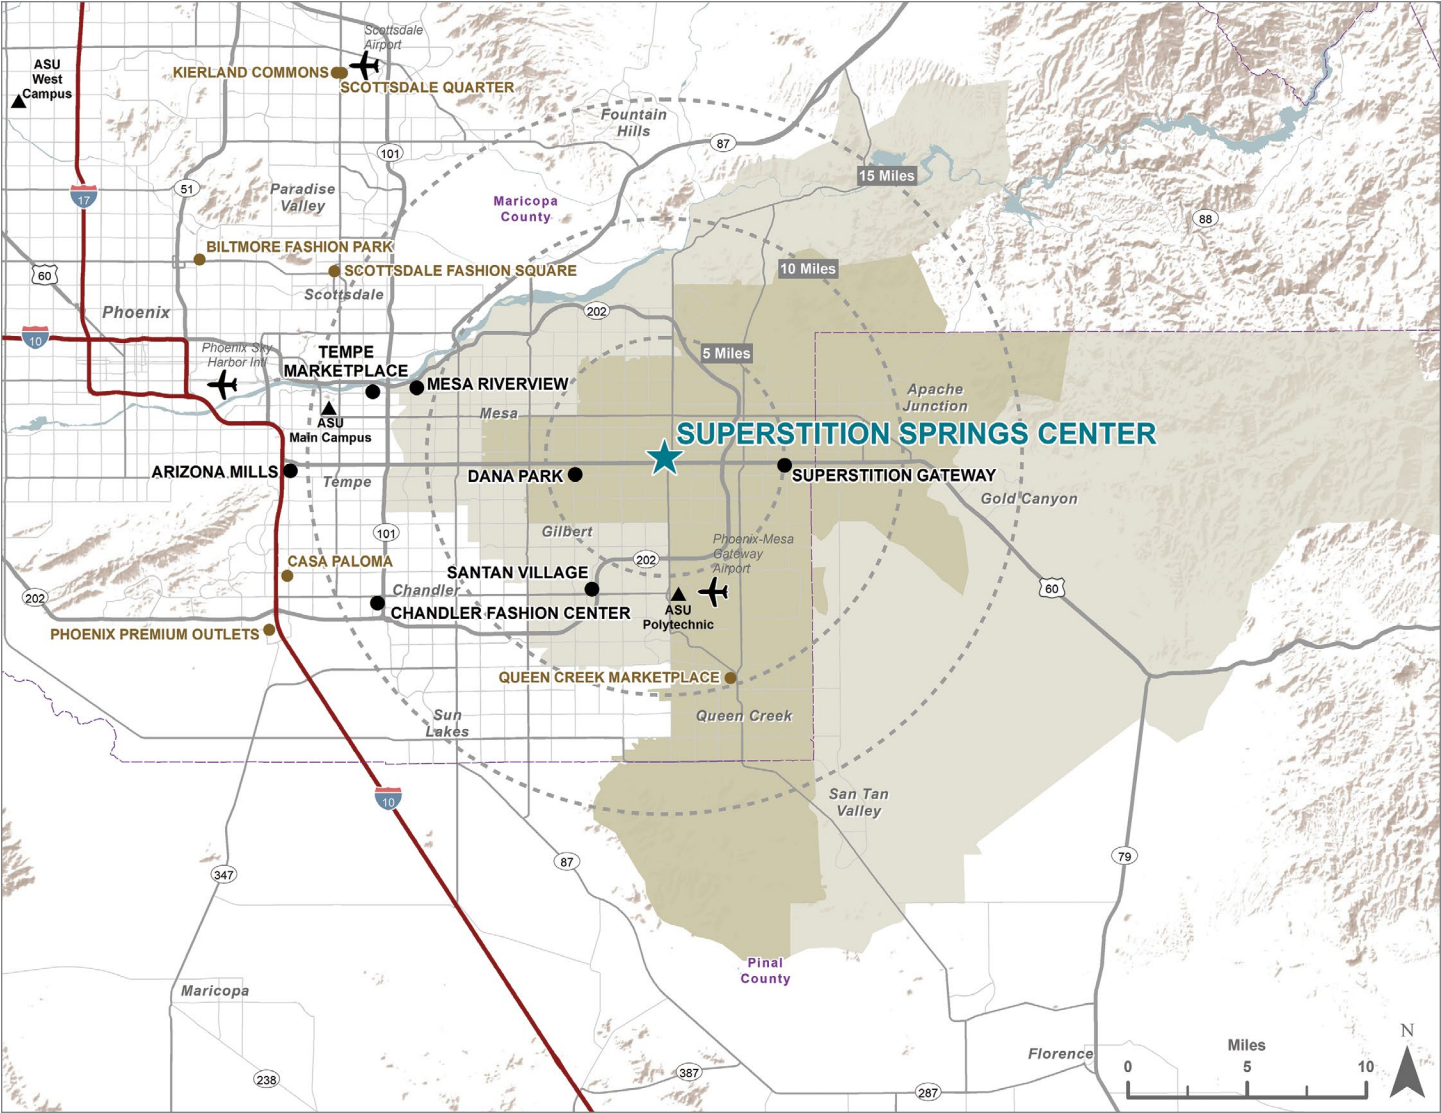 Scottsdale
Airport
ASU
West
Campus
KIERLAND COMMONS
SCOTTSDALE QUARTER
Fountain
Hills
87
101
15 Miles
17
51
Paradise
Valley
Maricopa
County
88
BILTMORE FASHION PARK
SCOTTSDALE FASHION SQUARE
60
10 Miles
Scottsdale
Phoenix
202
10
Phoenix Sky
Harbor Intl
TEMPE
MARKETPLACE
5 Miles
MESA RIVERVIEW
Apache
Junction
Mesa
ASU
Main Campus
SUPERSTITION SPRINGS CENTER
ARIZONA MILLS
DANA PARK
SUPERSTITION GATEWAY
Tempe
Gold Canyon
101
Gilbert
Phoenix-Mesa
Gateway
Airport
202
CASA PALOMA
SANTAN VILLAGE
Chandler
60
202
CHANDLER FASHION CENTER
ASU
Polytechnic
PHOENIX PREMIUM OUTLETS
QUEEN CREEK MARKETPLACE
Sun
Lakes
Queen Creek
10
San Tan
Valley
87
79
347
Pinal
County
Maricopa
N
Florence
Miles
0
5
10
238
387
287